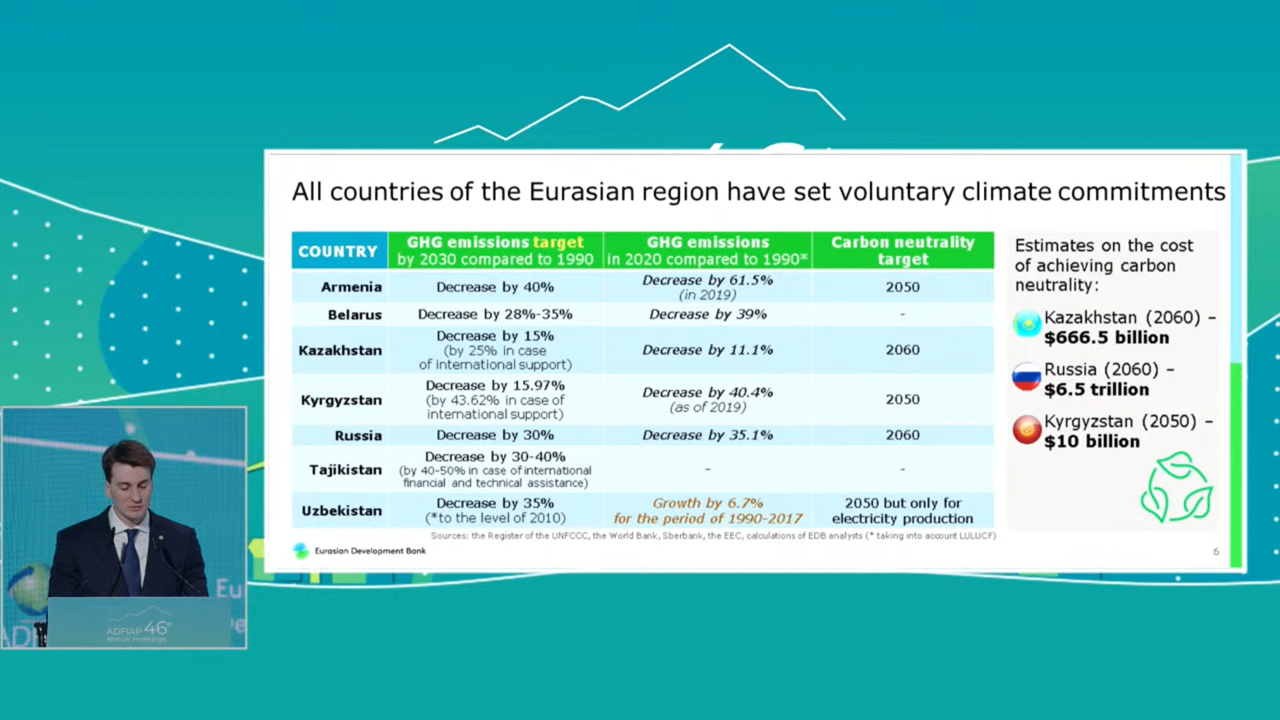 All countries of the Eurasian region have set voluntary climate commitments
COUNTRY
GHG emissions target
by 2030 compared to 1990
GHG emissions
in 2020 compared to 1990*
Carbon neutrality
target
Armenia
Decrease by 40%
Decrease by 61.5%
(in 2019)
2050
Belarus
Decrease by 28%-35%
Decrease by 39%
-
Kazakhstan
Decrease by 15%
(by 25% in case
of international support)
Decrease by 11.1%
2060
Kyrgyzstan
Decrease by 15.97%
(by 43.62% in case of
international support)
Decrease by 40.4%
(as of 2019)
2050
Russia
Decrease by 30%
Decrease by 35.1%
2060
Tajikistan
Decrease by 30-40%
(by 40-50% in case of international
financial and technical assistance)
-
-
Uzbekistan
Decrease by 35%
(*to the level of 2010)
Growth by 6.7%
for the period of 1990-2017
2050 but only for
electricity production
Sources: the Register of the UNFCCC, the World Bank, Sberbank, the EEC, calculations of EDB analysts (* taking into account LULUCF)
Eurasian Development Bank
6
Estimates on the cost
of achieving carbon
neutrality:
Kazakhstan (2060) –
$666.5 billion
Russia (2060) –
$6.5 trillion
Kyrgyzstan (2050) –
$10 billion
Eu
De
ADFIAP 46th
annual meetings